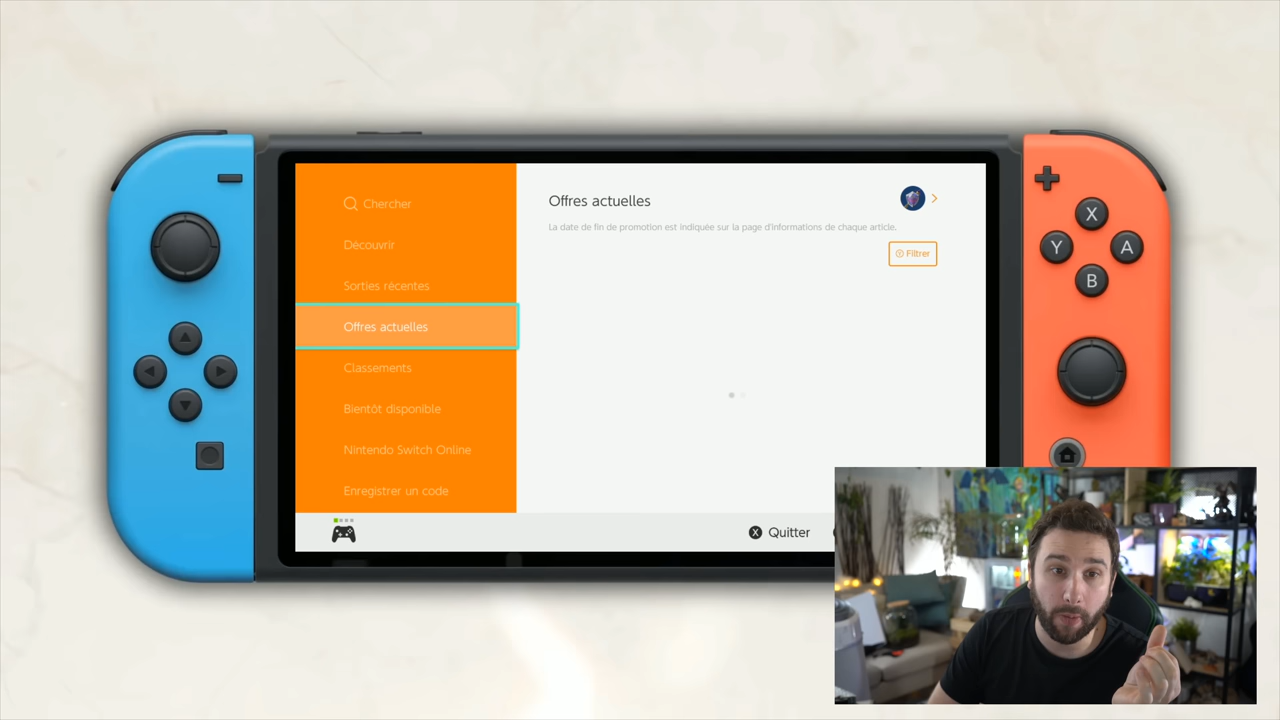 Chercher
Découvrir
Sorties récentes
Offres actuelles
Classements
Bientôt disponible
Nintendo Switch Online
Enregistrer un code
Offres actuelles
La date de fin de promotion est indiquée sur la page d'informations de chaque article.
Y Filtrer
X Quitter
X
Y
A
B